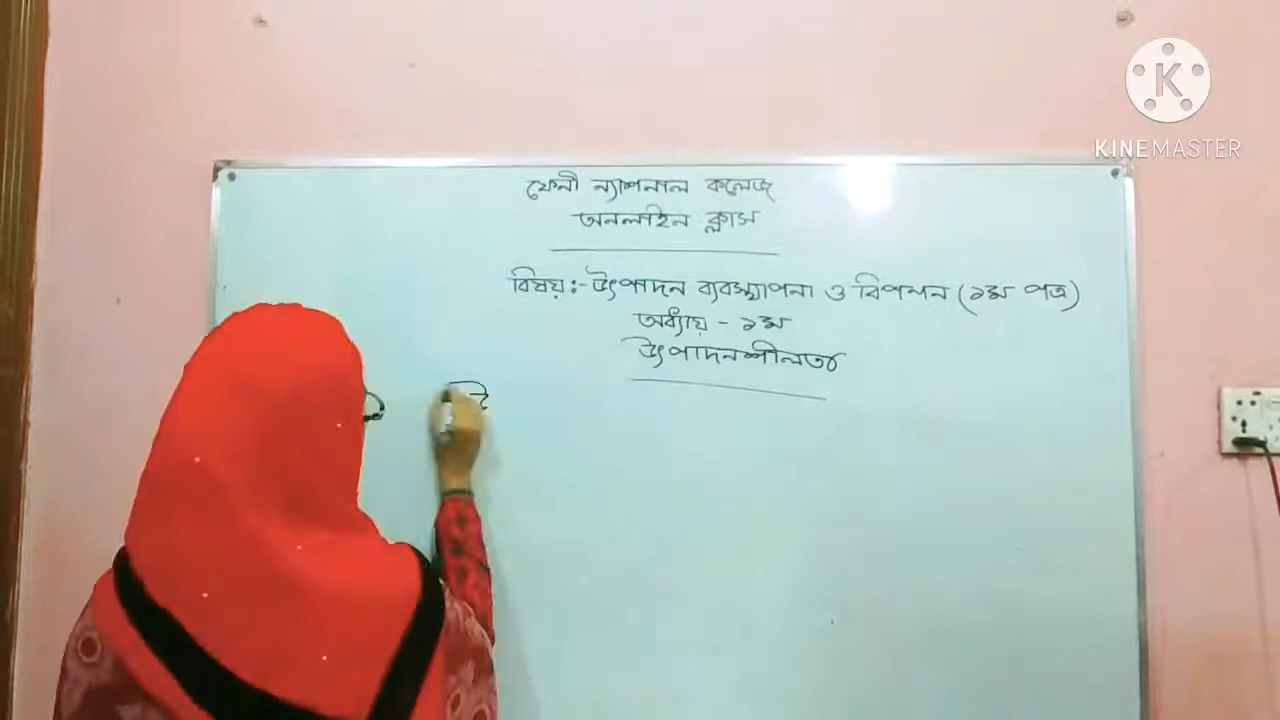 ফেনী ন্যাশনাল কলেজ
অনলাইন ক্লাস
বিষয়ঃ- উৎপাদন ব্যবস্থাপনা ও বিপণন (১ম পত্র)
অধ্যায় - ১ম
উৎপাদনশীলতা
KINEMASTER